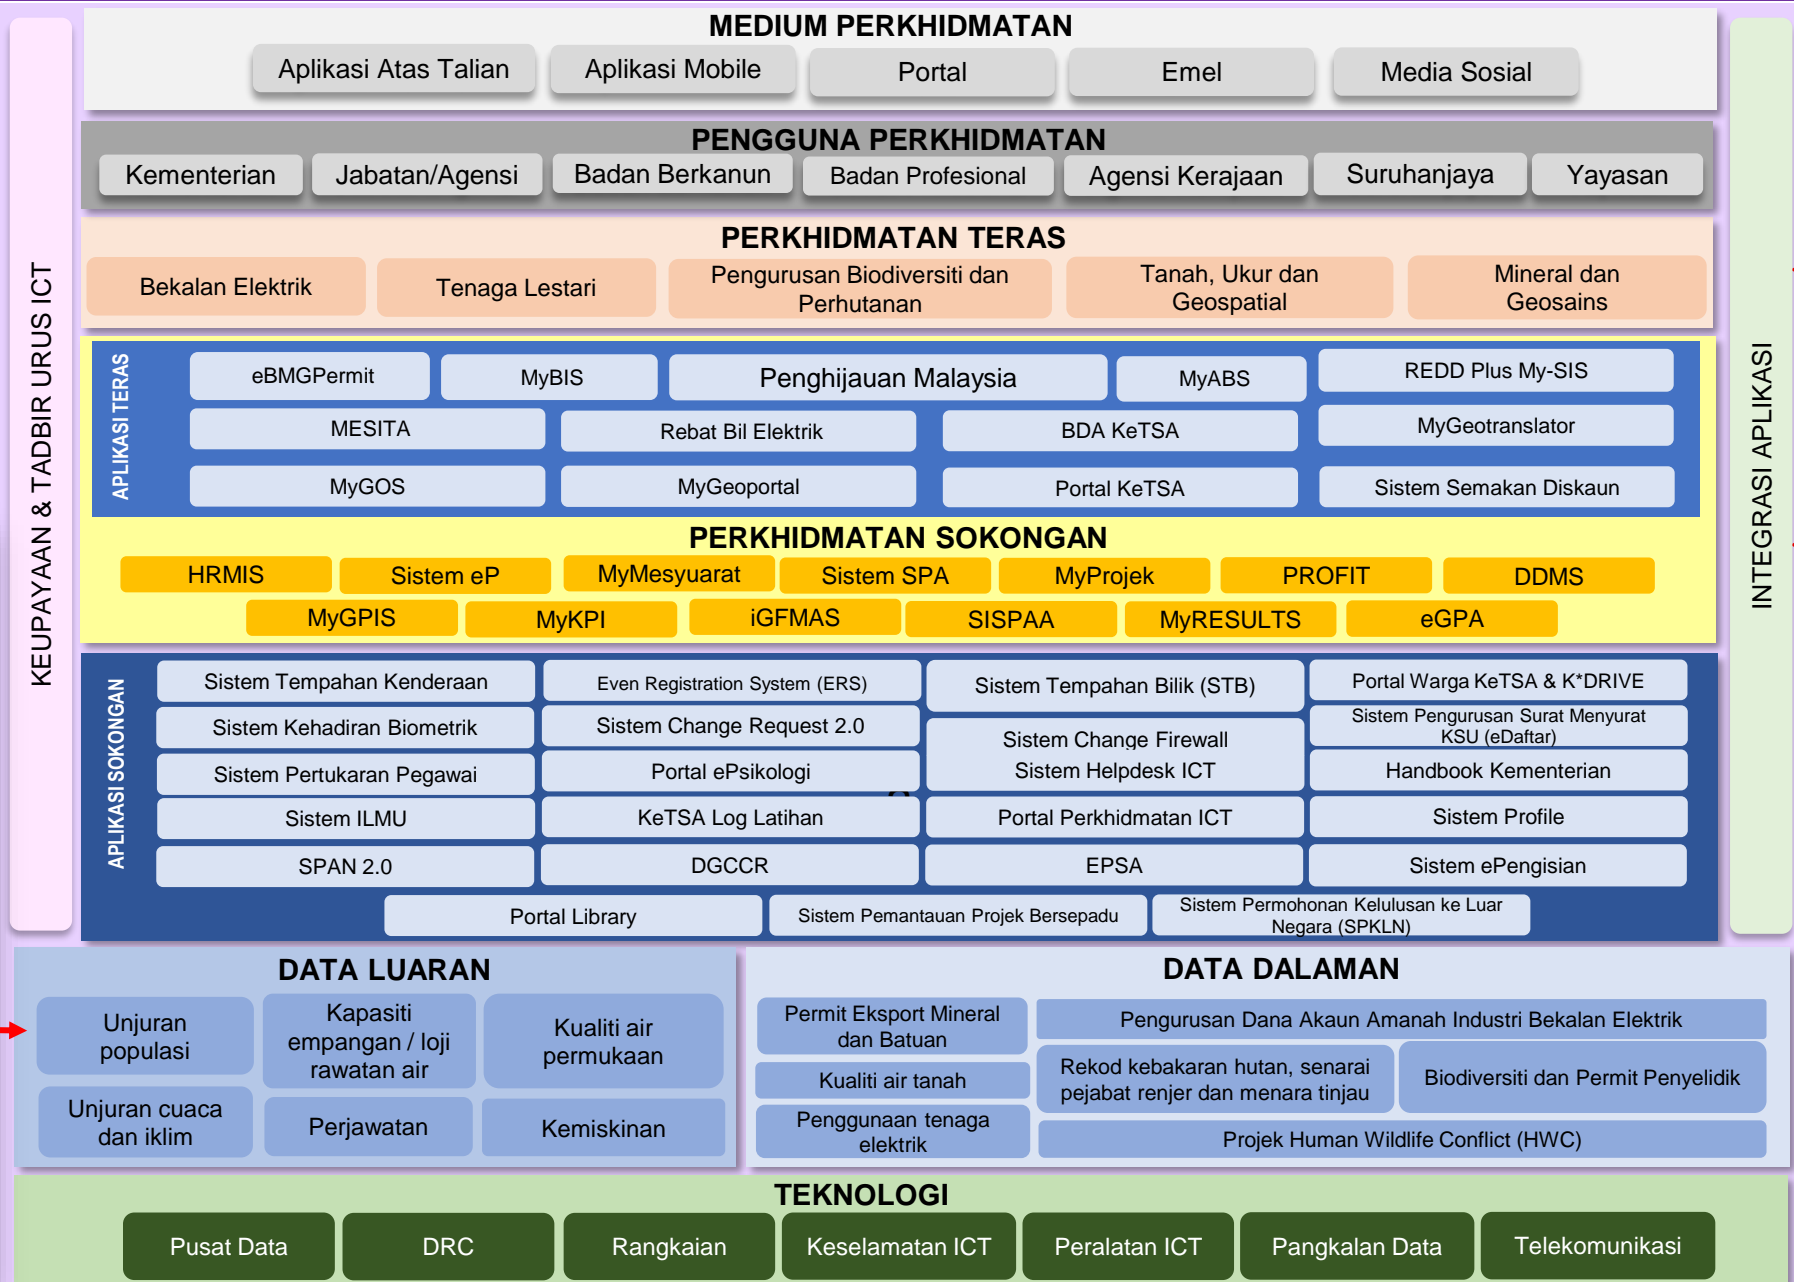 MEDIUM PERKHIDMATAN
Aplikasi Atas Talian
Aplikasi Mobile
Portal
Emel
Media Sosial
PENGGUNA PERKHIDMATAN
Kementerian
Jabatan/Agensi
Badan Berkanun
Badan Profesional
Agensi Kerajaan
Suruhanjaya
Yayasan
PERKHIDMATAN TERAS
Bekalan Elektrik
Tenaga Lestari
Pengurusan Biodiversiti dan
Perhutanan
Tanah, Ukur dan
Geospatial
Mineral dan
Geosains
KEUPAYAAN & TADBIR URUS ICT
INTEGRASI APLIKASI
APLIKASI TERAS
eBMGPermit
MyBIS
Penghijauan Malaysia
MyABS
REDD Plus My-SIS
MESITA
Rebat Bil Elektrik
BDA KeTSA
MyGeotranslator
MyGOS
MyGeoportal
Portal KeTSA
Sistem Semakan Diskaun
PERKHIDMATAN SOKONGAN
HRMIS
Sistem eP
MyMesyuarat
Sistem SPA
MyProjek
PROFIT
DDMS
MyGPIS
MyKPI
iGFMAS
SISPAA
MyRESULTS
eGPA
APLIKASI SOKONGAN
Sistem Tempahan Kenderaan
Even Registration System (ERS)
Sistem Tempahan Bilik (STB)
Portal Warga KeTSA & K*DRIVE
Sistem Kehadiran Biometrik
Sistem Change Request 2.0
Sistem Change Firewall
Sistem Pengurusan Surat Menyurat
KSU (eDaftar)
Sistem Pertukaran Pegawai
Portal ePsikologi
Sistem Helpdesk ICT
Handbook Kementerian
Sistem ILMU
KeTSA Log Latihan
Portal Perkhidmatan ICT
Sistem Profile
SPAN 2.0
DGCCR
EPSA
Sistem ePengisian
Portal Library
Sistem Pemantauan Projek Bersepadu
Sistem Permohonan Kelulusan ke Luar
Negara (SPKLN)
DATA LUARAN
Unjuran
populasi
Kapasiti
empangan / loji
rawatan air
Kualiti air
permukaan
Unjuran cuaca
dan iklim
Perjawatan
Kemiskinan
DATA DALAMAN
Permit Eksport Mineral
dan Batuan
Pengurusan Dana Akaun Amanah Industri Bekalan Elektrik
Kualiti air tanah
Rekod kebakaran hutan, senarai
pejabat renjer dan menara tinjau
Biodiversiti dan Permit Penyelidik
Penggunaan tenaga
elektrik
Projek Human Wildlife Conflict (HWC)
TEKNOLOGI
Pusat Data
DRC
Rangkaian
Keselamatan ICT
Peralatan ICT
Pangkalan Data
Telekomunikasi